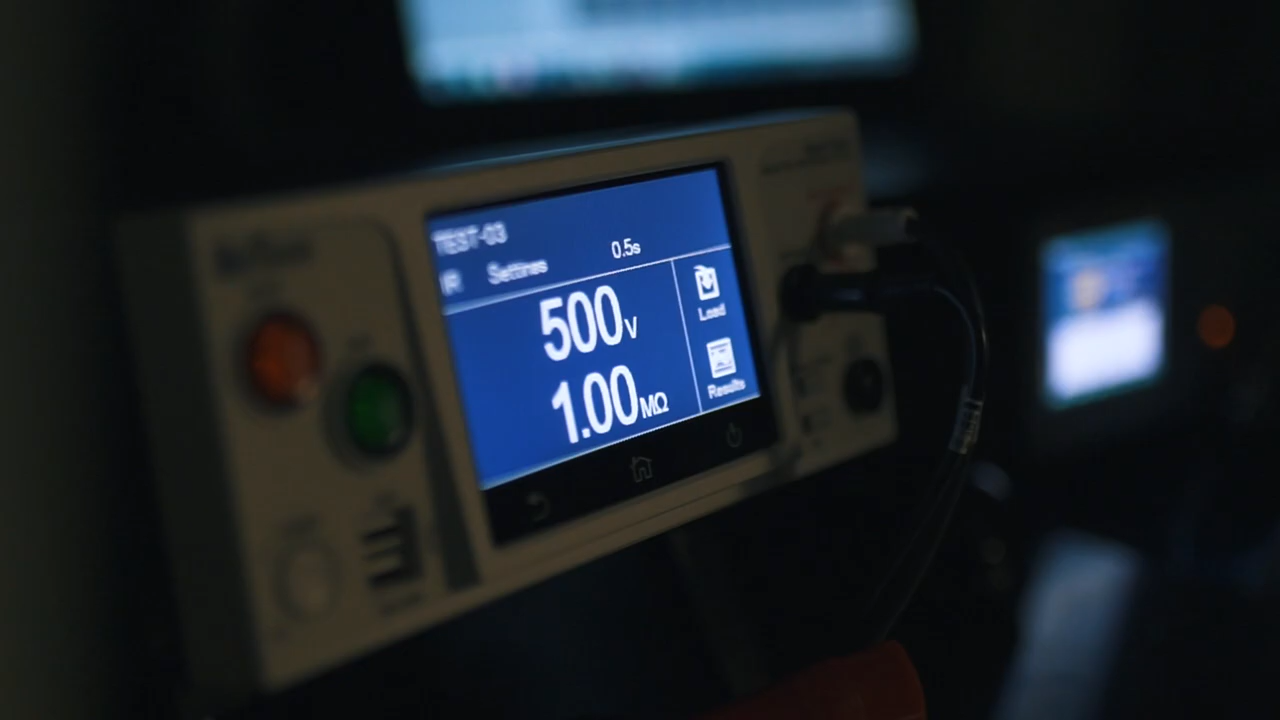 TEST-03
IR Settings 0.5s
500V
1.00MΩ
Load
Results